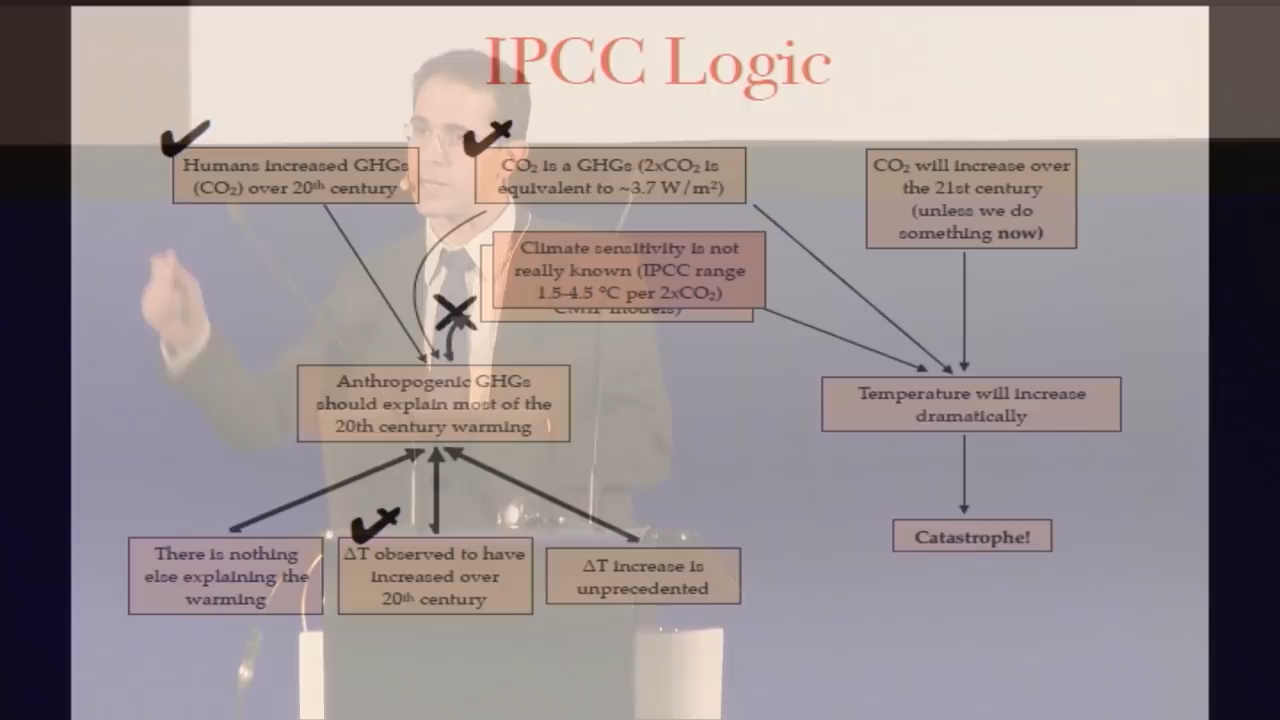 IPCC Logic
Humans increased GHGs
(CO₂) over 20th century
CO₂ is a GHGs (2xCO₂ is
equivalent to ~3.7 W/m²)
CO₂ will increase over
the 21st century
(unless we do
something now)
Climate sensitivity is not
really known (IPCC range
1.5-4.5 °C per 2xCO₂)
CMIP models)
Anthropogenic GHGs
should explain most of the
20th century warming
Temperature will increase
dramatically
There is nothing
else explaining the
warming
ΔT observed to have
increased over
20th century
ΔT increase is
unprecedented
Catastrophe!